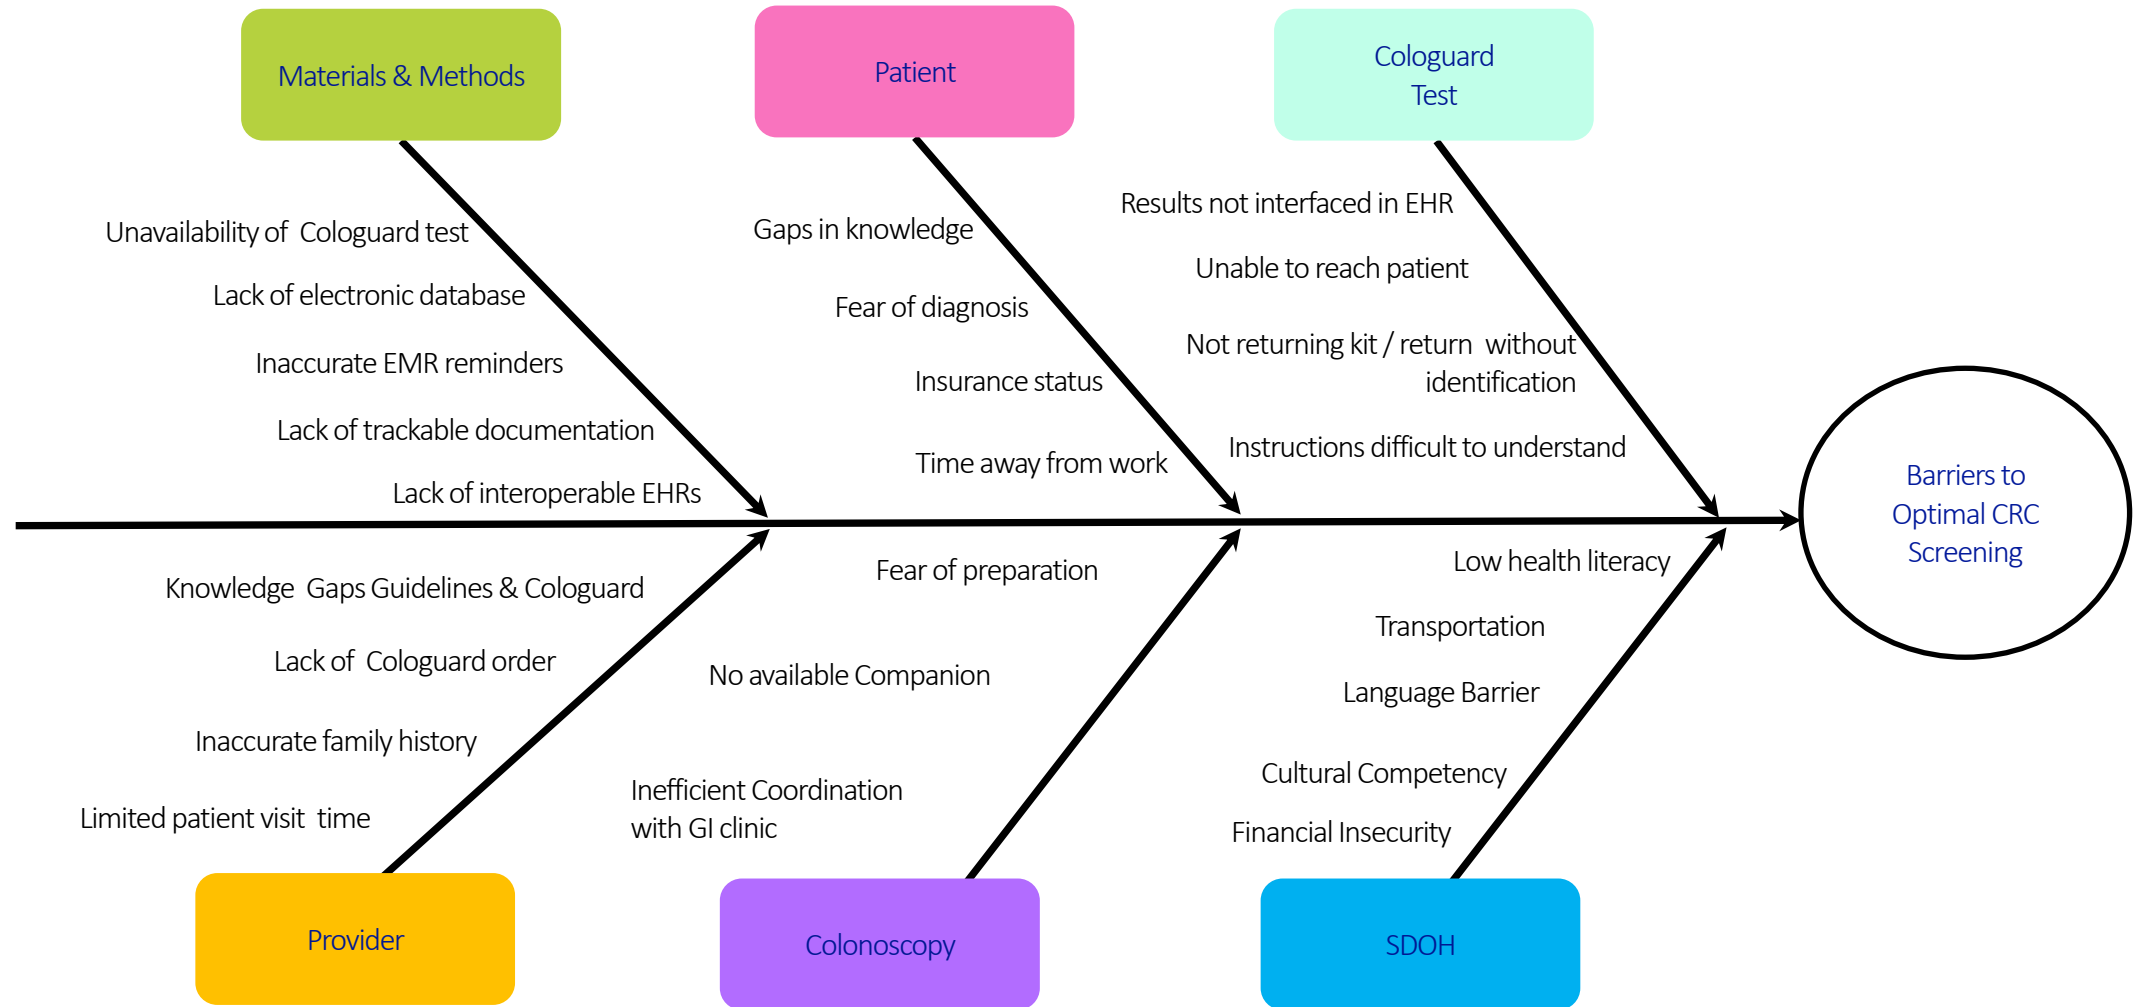 Materials & Methods
Patient
Cologuard
Test
Unavailability of Cologuard test
Lack of electronic database
Inaccurate EMR reminders
Lack of trackable documentation
Lack of interoperable EHRs
Gaps in knowledge
Fear of diagnosis
Insurance status
Time away from work
Results not interfaced in EHR
Unable to reach patient
Not returning kit / return without
identification
Instructions difficult to understand
Barriers to
Optimal CRC
Screening
Knowledge Gaps Guidelines & Cologuard
Lack of Cologuard order
Inaccurate family history
Limited patient visit time
Fear of preparation
No available Companion
Inefficient Coordination
with GI clinic
Low health literacy
Transportation
Language Barrier
Cultural Competency
Financial Insecurity
Provider
Colonoscopy
SDOH